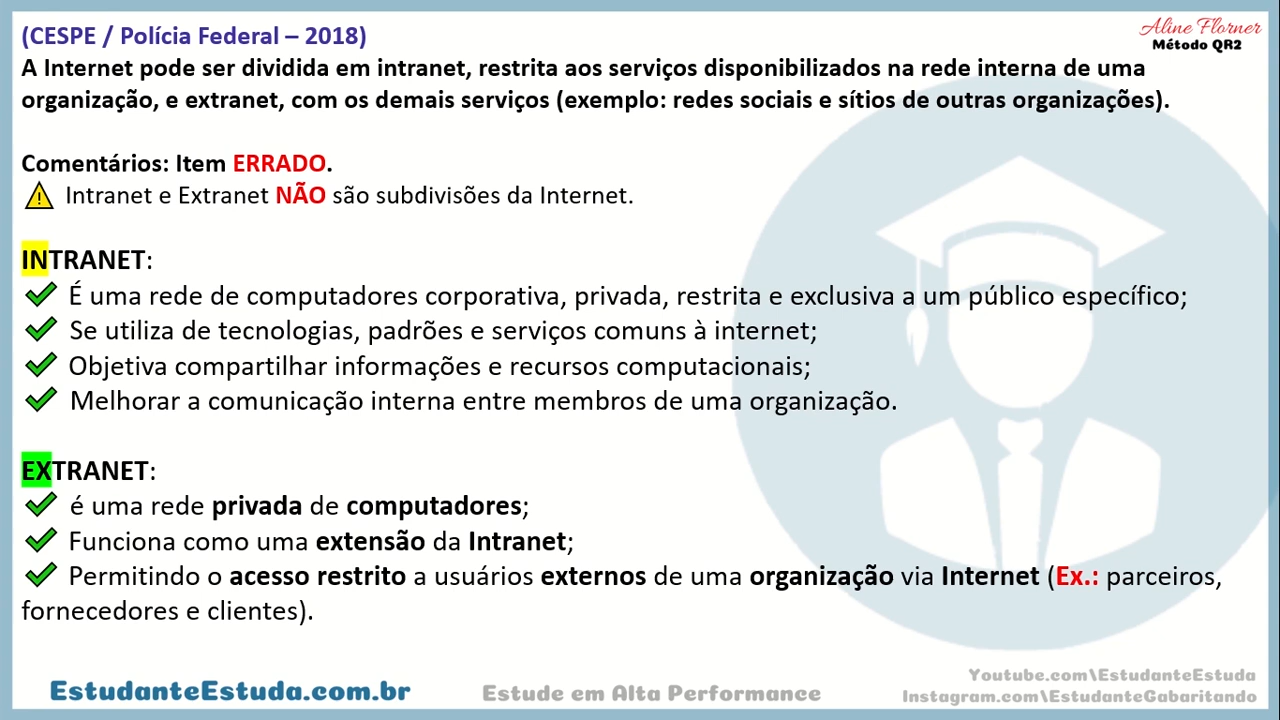 (CESPE / Polícia Federal – 2018)
Aline Florner
Método QR2
A Internet pode ser dividida em intranet, restrita aos serviços disponibilizados na rede interna de uma
organização, e extranet, com os demais serviços (exemplo: redes sociais e sítios de outras organizações).
Comentários: Item ERRADO.
Intranet e Extranet NÃO são subdivisões da Internet.
INTRANET:
É uma rede de computadores corporativa, privada, restrita e exclusiva a um público específico;
Se utiliza de tecnologias, padrões e serviços comuns à internet;
Objetiva compartilhar informações e recursos computacionais;
Melhorar a comunicação interna entre membros de uma organização.
EXTRANET:
é uma rede privada de computadores;
Funciona como uma extensão da Intranet;
Permitindo o acesso restrito a usuários externos de uma organização via Internet (Ex.: parceiros,
fornecedores e clientes).
EstudanteEstuda.com.br
Estude em Alta Performance
Youtube.com\EstudanteEstuda
Instagram.com\EstudanteGabaritando